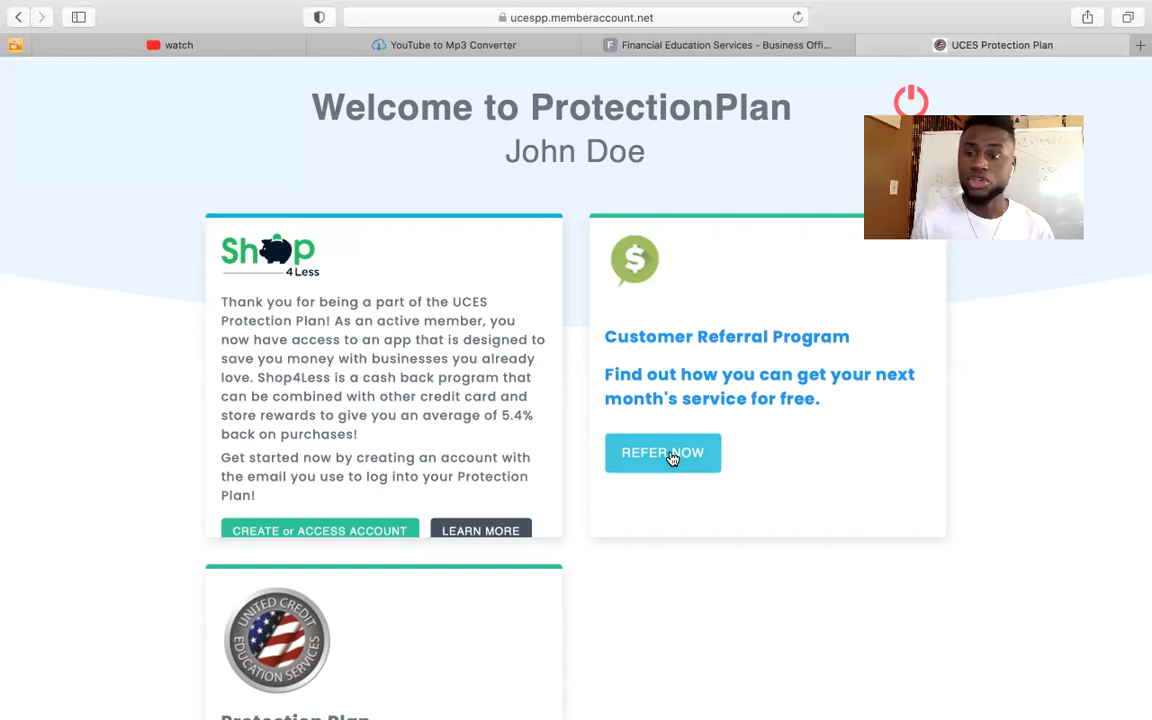 ucespp.memberaccount.net
watch
YouTube to Mp3 Converter
Financial Education Services - Business Offi...
UCES Protection Plan
Welcome to ProtectionPlan
John Doe
Shop
4 Less
Thank you for being a part of the UCES
Protection Plan! As an active member, you
now have access to an app that is designed to
save you money with businesses you already
love. Shop4Less is a cash back program that
can be combined with other credit card and
store rewards to give you an average of 5.4%
back on purchases!
Get started now by creating an account with
the email you use to log into your Protection
Plan!
CREATE or ACCESS ACCOUNT
LEARN MORE
$
Customer Referral Program
Find out how you can get your next
month's service for free.
REFER NOW
UNITED CREDIT
EDUCATION SERVICES
Protection Plan